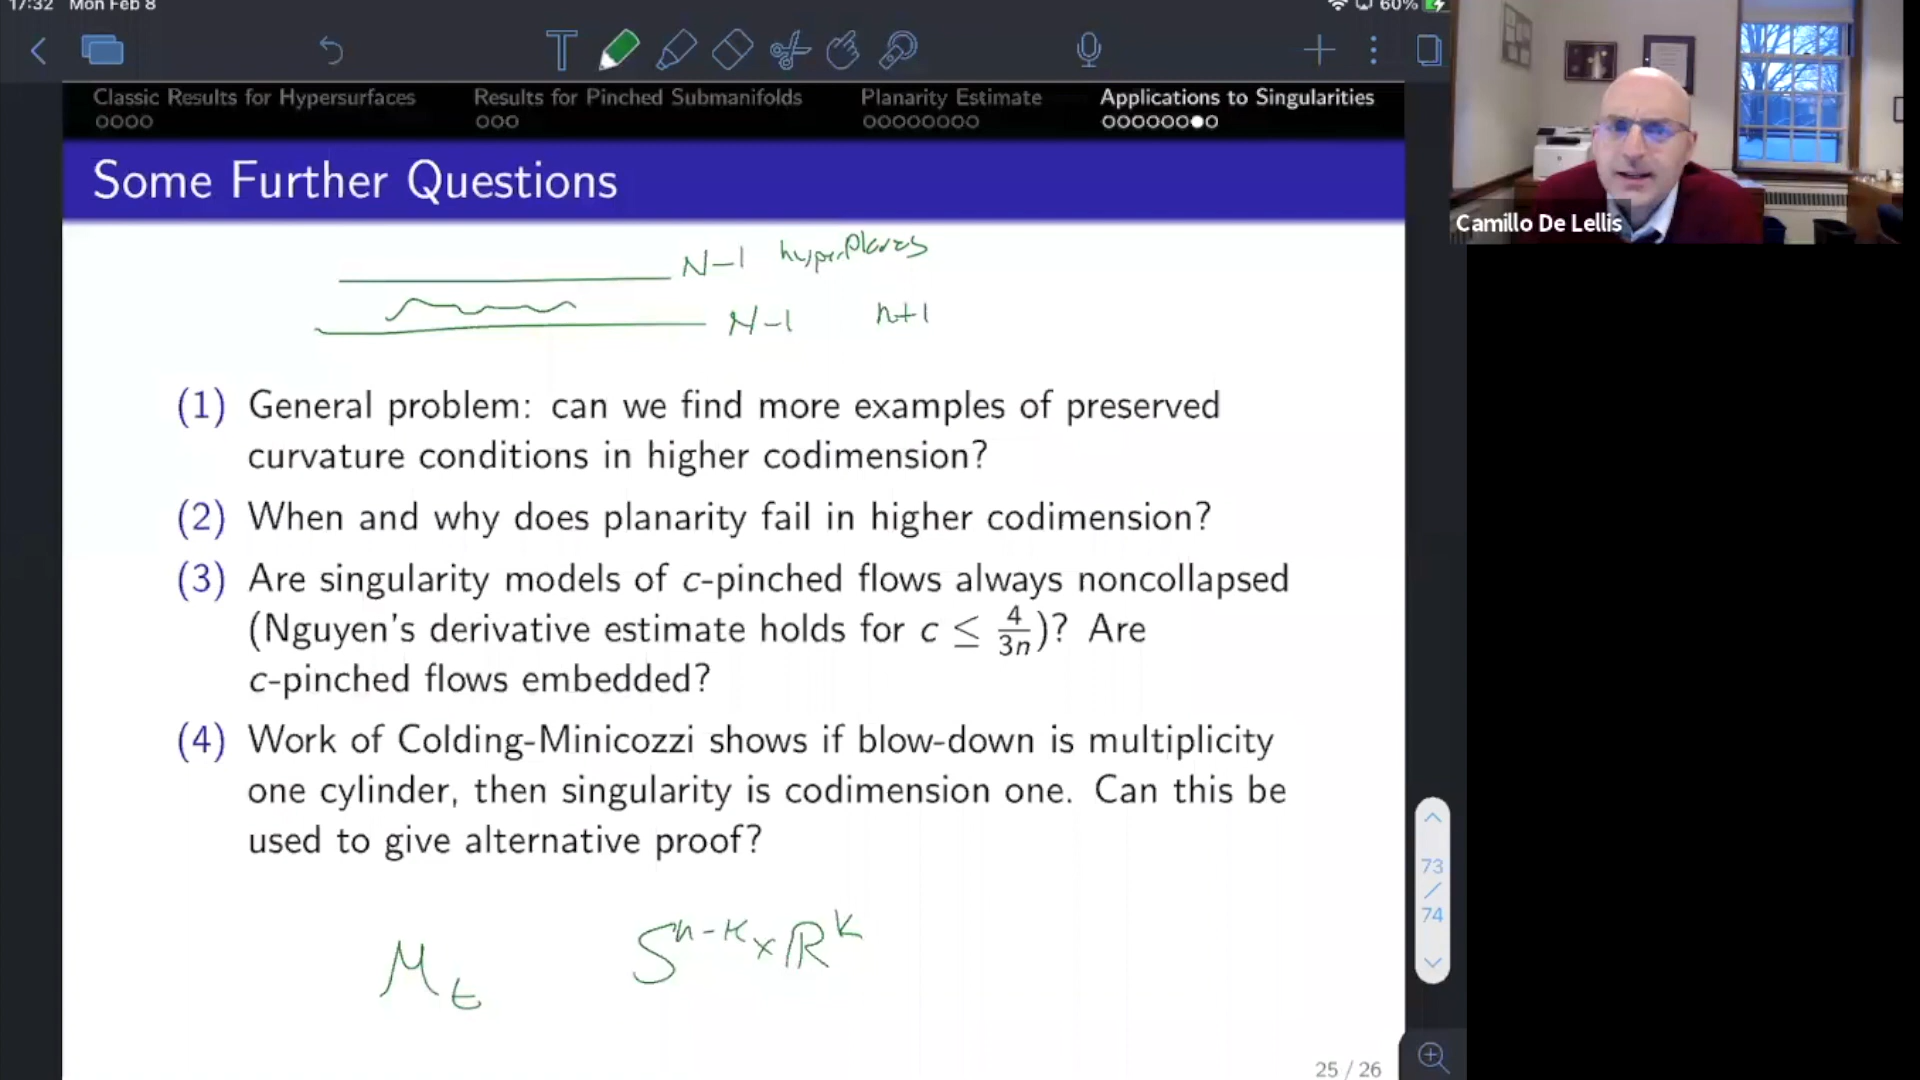 17:32 Mon Feb 8
60%
Classic Results for Hypersurfaces
Results for Pinched Submanifolds
Planarity Estimate
Applications to Singularities
Some Further Questions
N-1 hyperplanes
N-1 n+1
(1) General problem: can we find more examples of preserved
curvature conditions in higher codimension?
(2) When and why does planarity fail in higher codimension?
(3) Are singularity models of c-pinched flows always noncollapsed
(Nguyen's derivative estimate holds for c ≤ 4/3n)? Are
c-pinched flows embedded?
(4) Work of Colding-Minicozzi shows if blow-down is multiplicity
one cylinder, then singularity is codimension one. Can this be
used to give alternative proof?
M_t S^{n-k} × ℝ^k
25 / 26
73
/
74
Camillo De Lellis